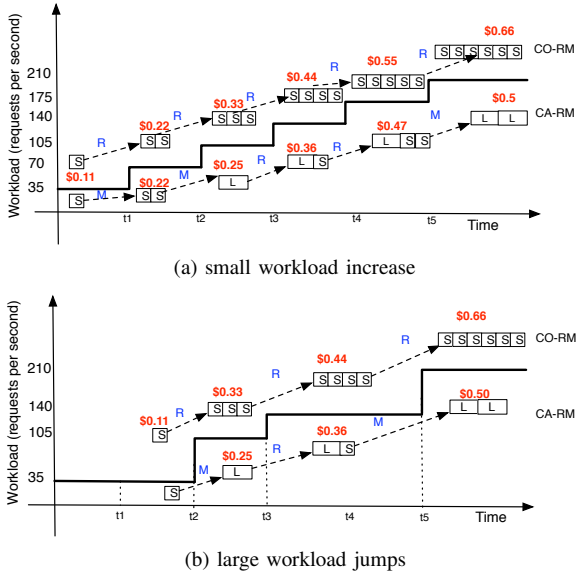 $0.66
S S S S S S CO-RM
$0.55
R
210
$0.44 R S S S S S
R
175
$0.33 S S S S
R
140
$0.22 S S S
R
M $0.5
L L CA-RM
105
R S S
$0.47
R L S S
$0.36
R
70
S
$0.25 L S
$0.11 $0.22 M
35
M S S L
S
t1 t2 t3 t4 t5 Time
Workload (requests per second)
(a) small workload increase
$0.66
R
S S S S S S CO-RM
$0.44
210
R S S S S
$0.33
$0.11 R
140
S S S
$0.50
L L CA-RM
105
S
M
$0.36
R L S
$0.25
35
M L
S
t1 t2 t3 t4 t5 Time
Workload (requests per second)
(b) large workload jumps